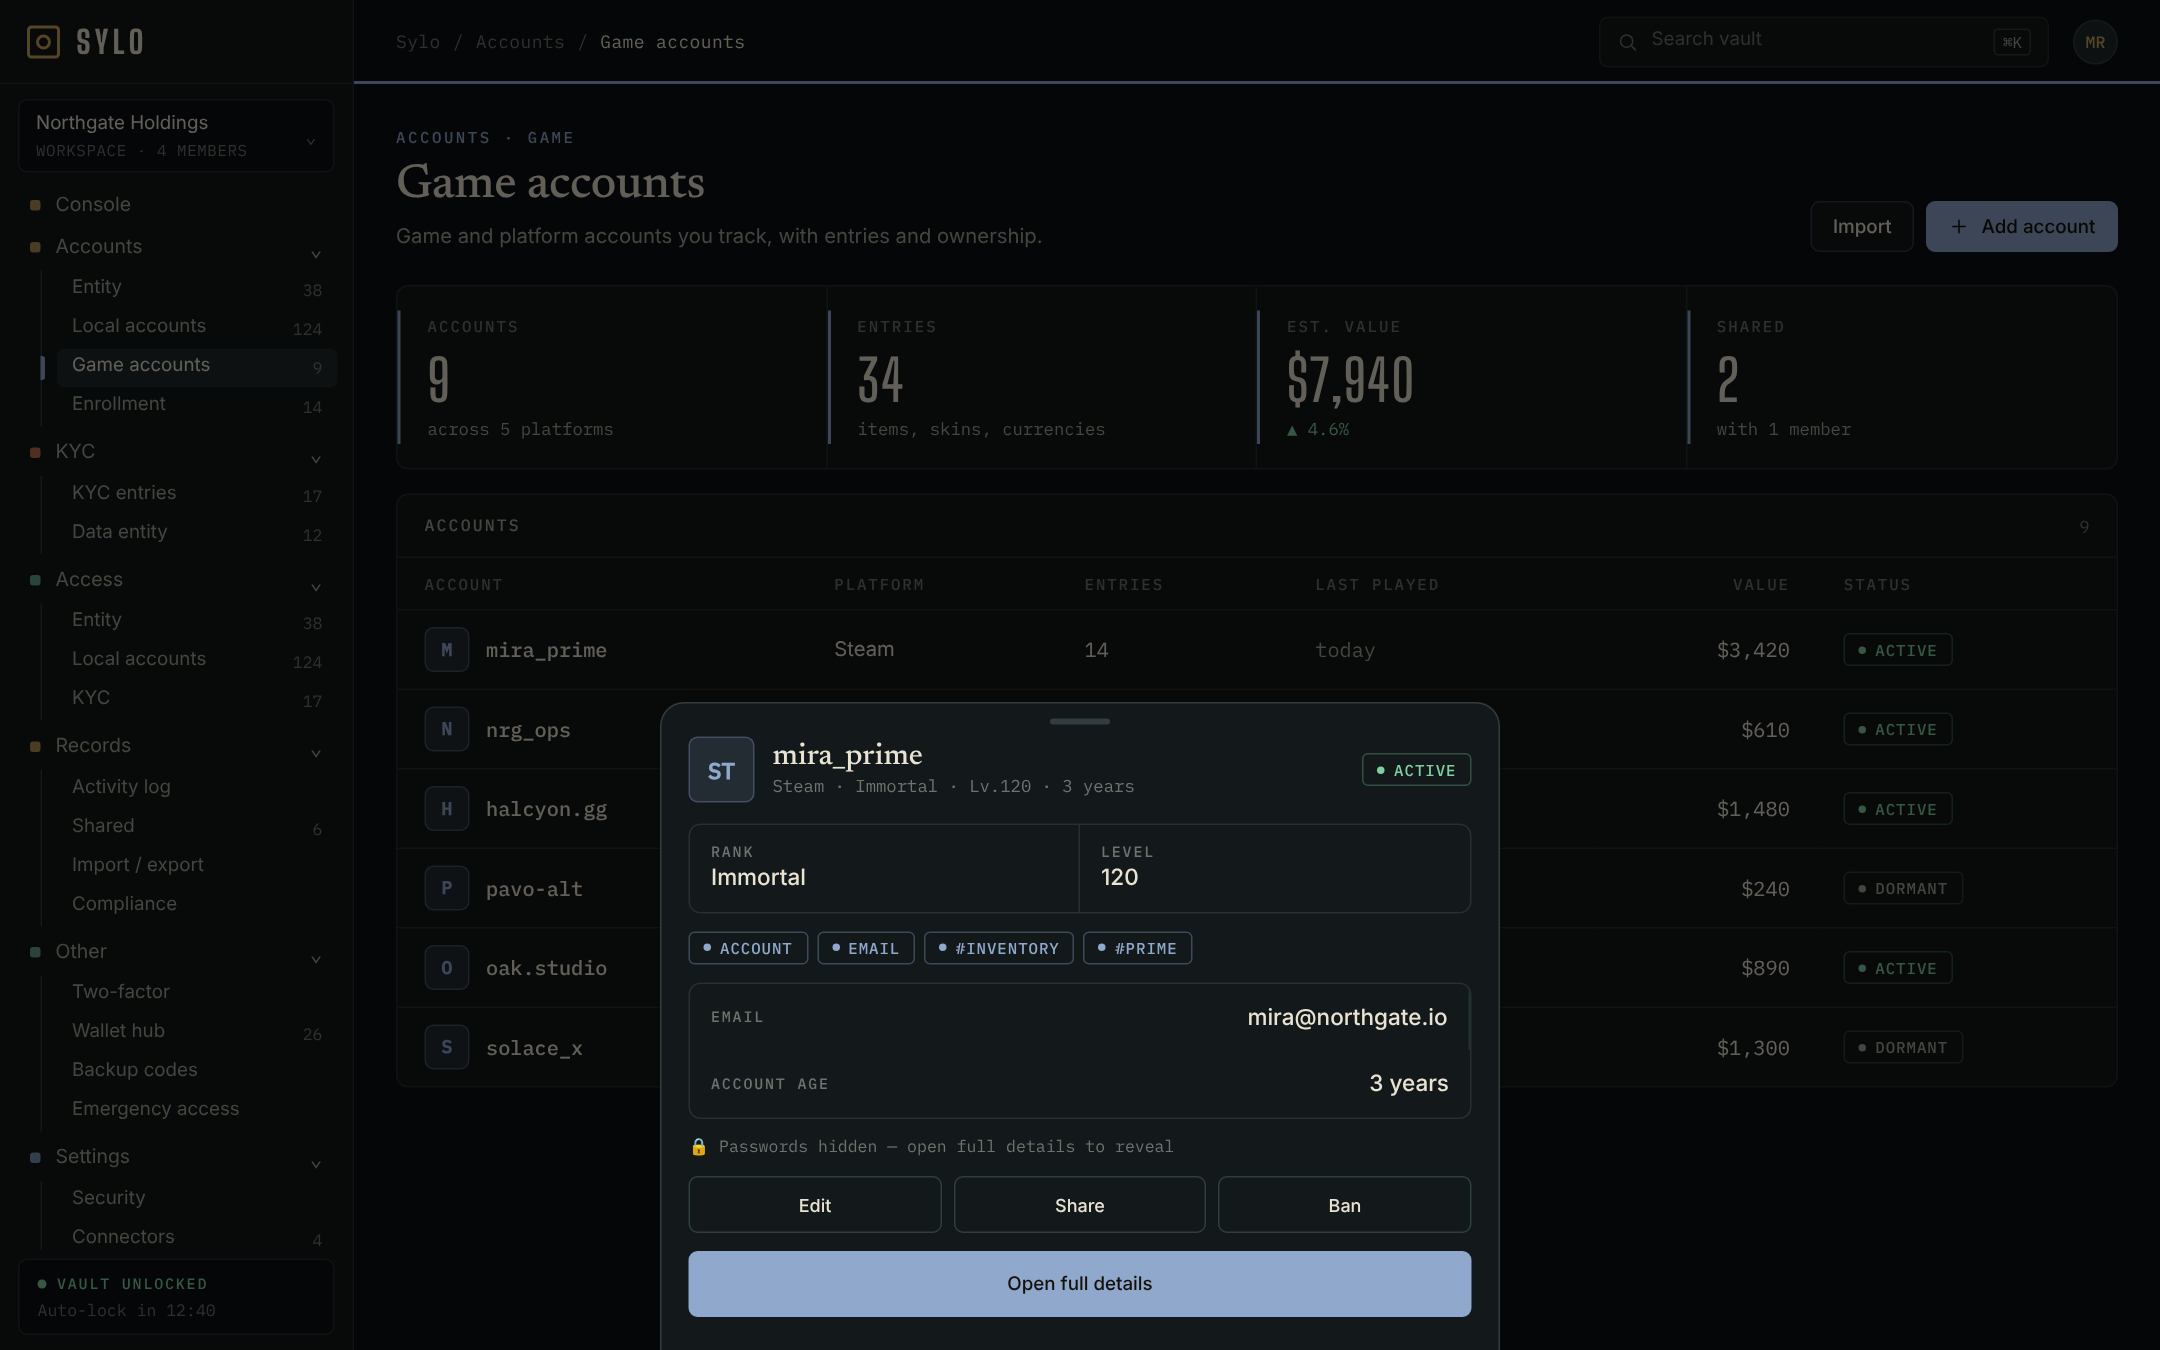 SYLO
Sylo / Accounts / Game accounts
Search vault
⌘K
MR
Northgate Holdings
WORKSPACE · 4 MEMBERS
Console
Accounts
Entity 38
Local accounts 124
Game accounts 9
Enrollment 14
KYC
KYC entries 17
Data entity 12
Access
Entity 38
Local accounts 124
KYC 17
Records
Activity log
Shared 6
Import / export
Compliance
Other
Two-factor
Wallet hub 26
Backup codes
Emergency access
Settings
Security
Connectors 4
VAULT UNLOCKED
Auto-lock in 12:40
ACCOUNTS · GAME
Game accounts
Game and platform accounts you track, with entries and ownership.
Import
+ Add account
ACCOUNTS
9
across 5 platforms
ENTRIES
34
items, skins, currencies
EST. VALUE
$7,940
▲ 4.6%
SHARED
2
with 1 member
ACCOUNTS 9
ACCOUNT PLATFORM ENTRIES LAST PLAYED VALUE STATUS
M mira_prime Steam 14 today $3,420 ACTIVE
N nrg_ops $610 ACTIVE
H halcyon.gg $1,480 ACTIVE
P pavo-alt $240 DORMANT
O oak.studio $890 ACTIVE
S solace_x $1,300 DORMANT
ST
mira_prime
Steam · Immortal · Lv.120 · 3 years
ACTIVE
RANK
Immortal
LEVEL
120
ACCOUNT EMAIL #INVENTORY #PRIME
EMAIL mira@northgate.io
ACCOUNT AGE 3 years
🔒 Passwords hidden — open full details to reveal
Edit Share Ban
Open full details